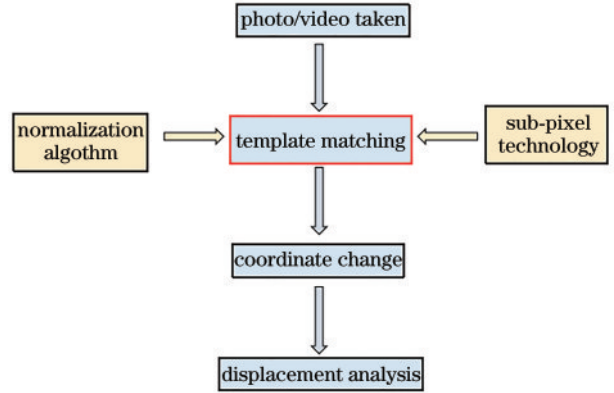 photo/video taken
normalization
algothm
template matching
sub-pixel
technology
coordinate change
displacement analysis